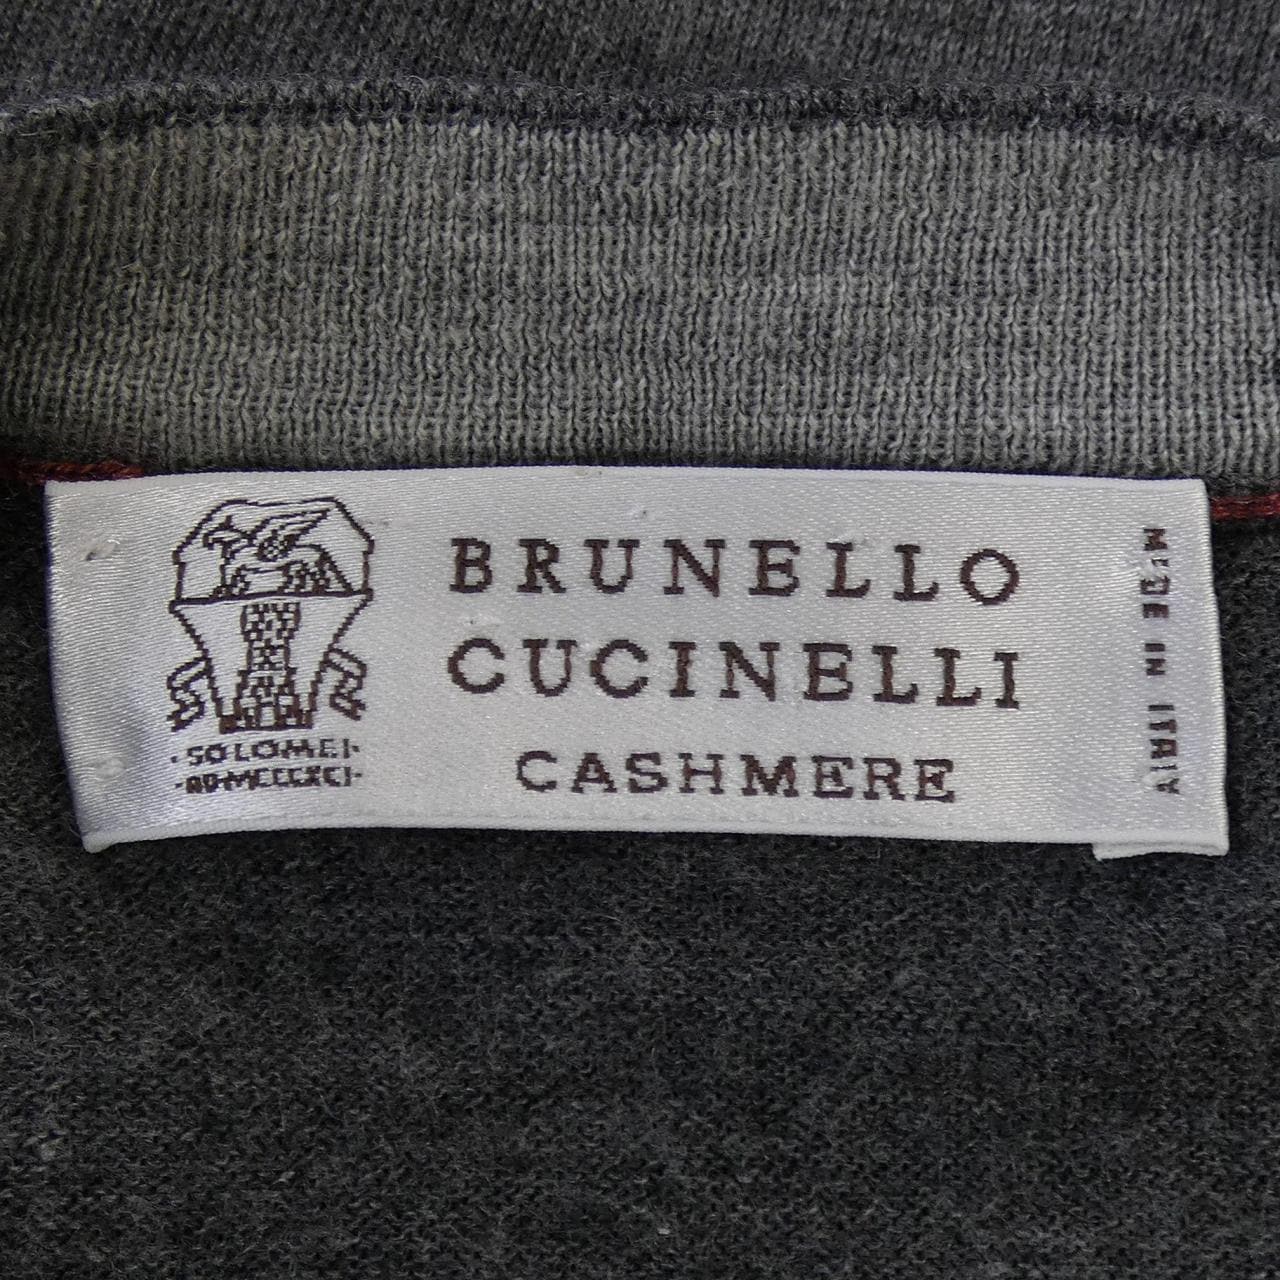 BRUNELLO
CUCINELLI
CASHMERE
·SOLOMEI·
·AD·MCCCXCI·
MADE IN ITALY